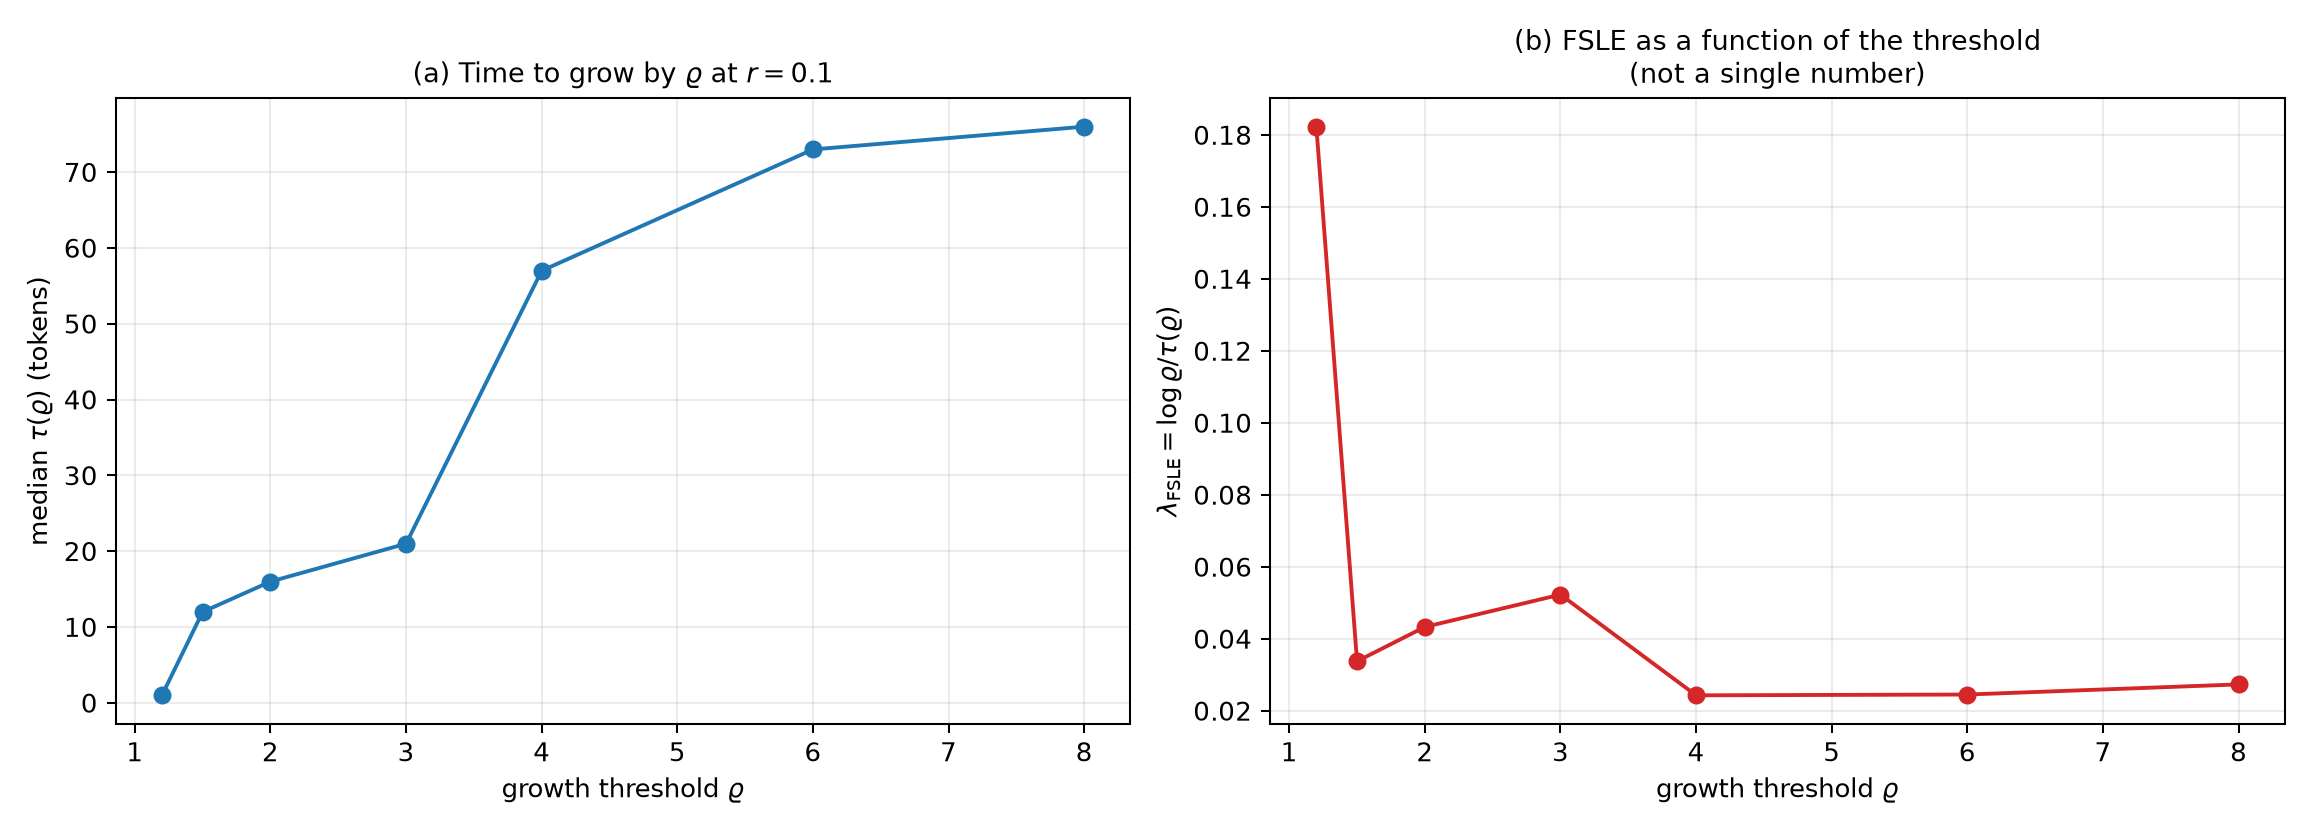 (a) Time to grow by ϱ at r = 0.1
median τ(ϱ) (tokens)
70
60
50
40
30
20
10
0
1 2 3 4 5 6 7 8
growth threshold ϱ
(b) FSLE as a function of the threshold
(not a single number)
λFSLE = log ϱ/τ(ϱ)
0.18
0.16
0.14
0.12
0.10
0.08
0.06
0.04
0.02
1 2 3 4 5 6 7 8
growth threshold ϱ